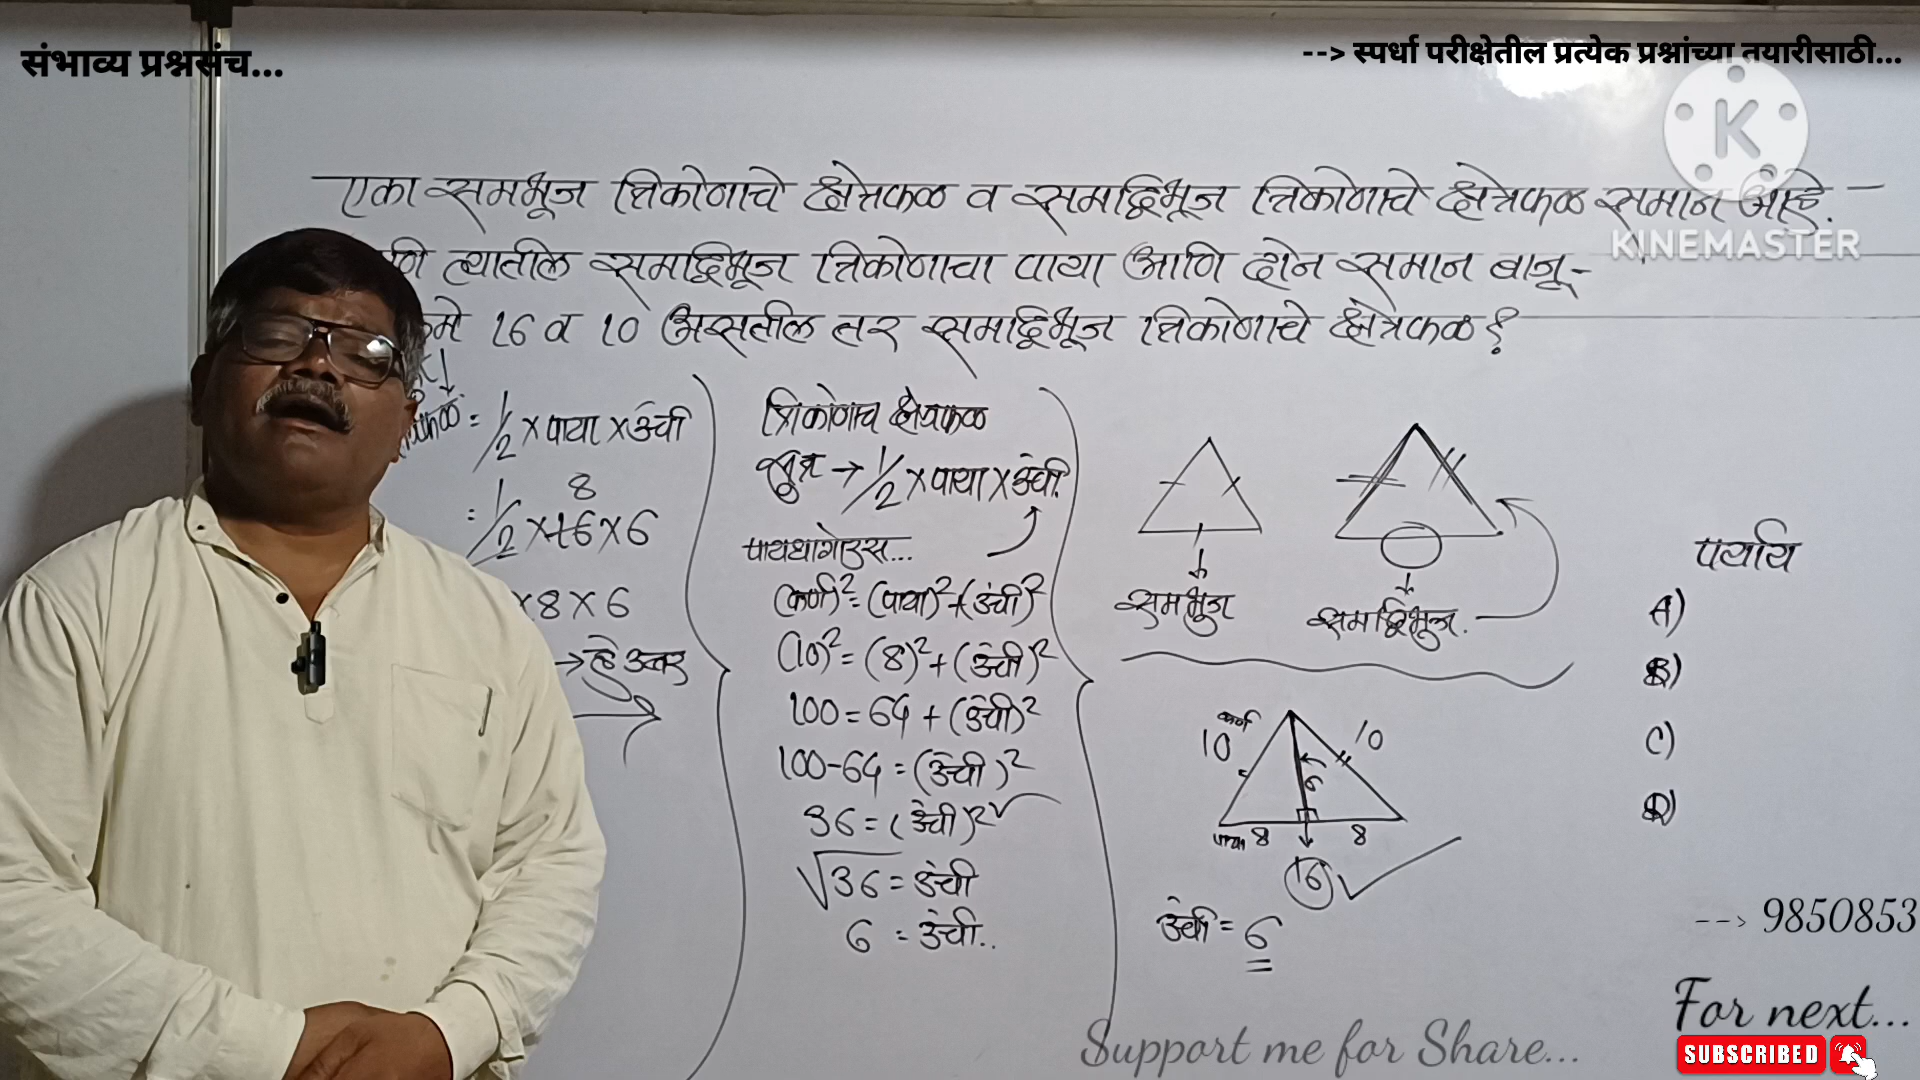 संभाव्य प्रश्नसंच...
--> स्पर्धा परीक्षेतील प्रत्येक प्रश्नांच्या तयारीसाठी...
K
KINEMASTER
एका समभूज त्रिकोणाचे क्षेत्रफळ व समद्विभूज त्रिकोणाचे क्षेत्रफळ समान आहे.
त्यातील समद्विभूज त्रिकोणाचा पाया आणि दोन समान बाजू-
16 व 10 असतील तर समद्विभूज त्रिकोणाचे क्षेत्रफळ ?
= 1/2 × पाया × उंची
8
= 1/2 × 16 × 6
× 8 × 6
→ हे उत्तर
त्रिकोणाच क्षेत्रफळ
सुत्र → 1/2 × पाया × उंची.
पायथागोरस...
(कर्ण)² = (पाया)² + (उंची)²
(10)² = (8)² + (उंची)²
100 = 64 + (उंची)²
100-64 = (उंची)²
36 = (उंची)²
√36 = उंची
6 = उंची..
समभुज
समद्विभूज.
कर्ण
10
10
6
पाया 8
8
16
उंची = 6
पर्याय
A)
B)
C)
D)
--> 9850853
For next...
Support me for Share...
SUBSCRIBED